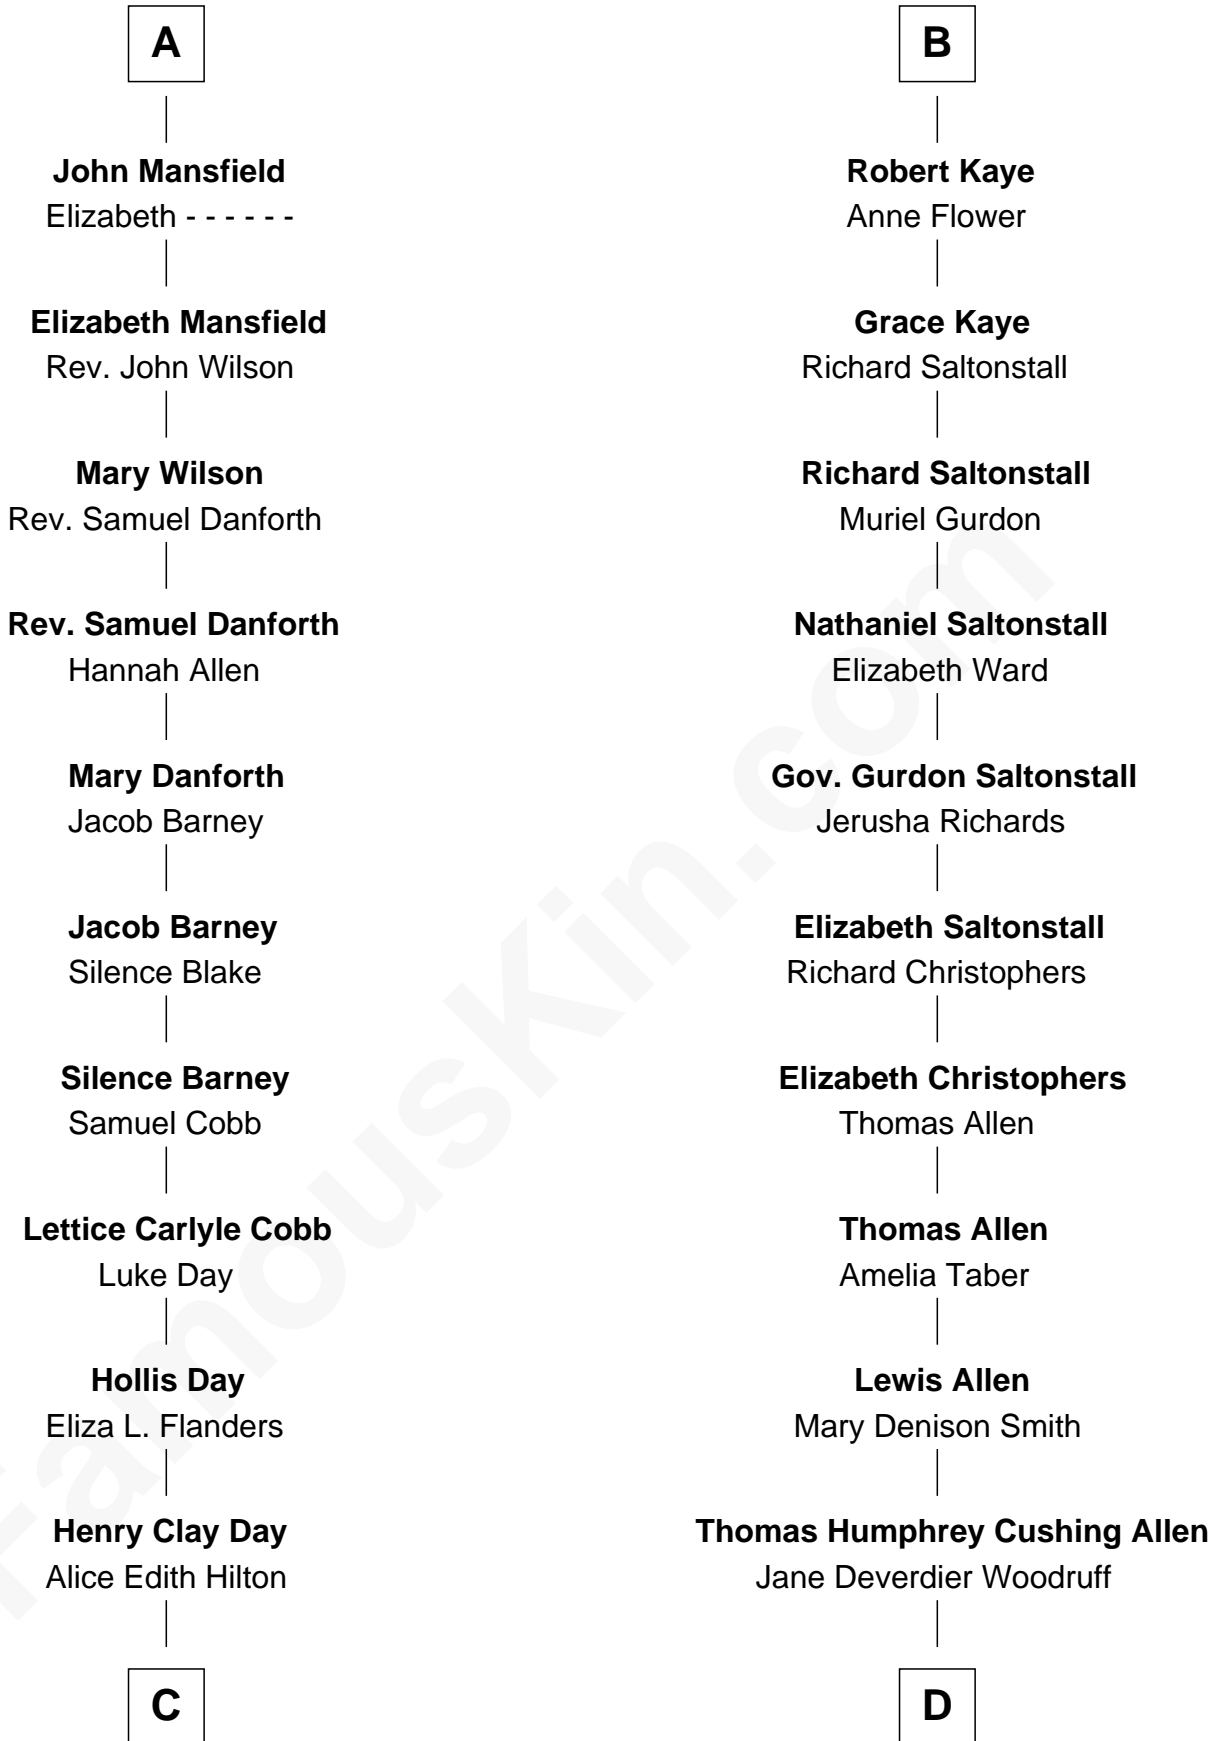 A
John Mansfield
Elizabeth - - - - - -
Elizabeth Mansfield
Rev. John Wilson
Mary Wilson
Rev. Samuel Danforth
Rev. Samuel Danforth
Hannah Allen
Mary Danforth
Jacob Barney
Jacob Barney
Silence Blake
Silence Barney
Samuel Cobb
Lettice Carlyle Cobb
Luke Day
Hollis Day
Eliza L. Flanders
Henry Clay Day
Alice Edith Hilton
C
B
Robert Kaye
Anne Flower
Grace Kaye
Richard Saltonstall
Richard Saltonstall
Muriel Gurdon
Nathaniel Saltonstall
Elizabeth Ward
Gov. Gurdon Saltonstall
Jerusha Richards
Elizabeth Saltonstall
Richard Christophers
Elizabeth Christophers
Thomas Allen
Thomas Allen
Amelia Taber
Lewis Allen
Mary Denison Smith
Thomas Humphrey Cushing Allen
Jane Deverdier Woodruff
D
FamousKin.com